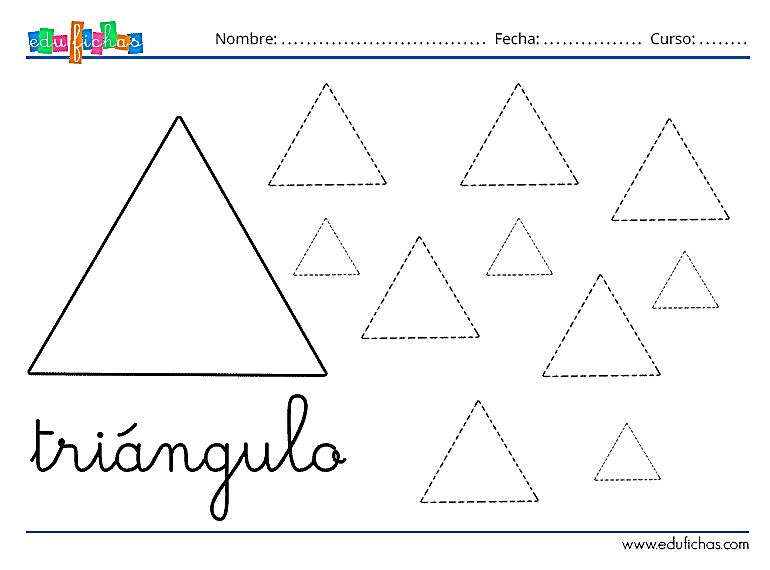 edufichas
Nombre: ................................. Fecha: ................ Curso: ........
triángulo
www.edufichas.com